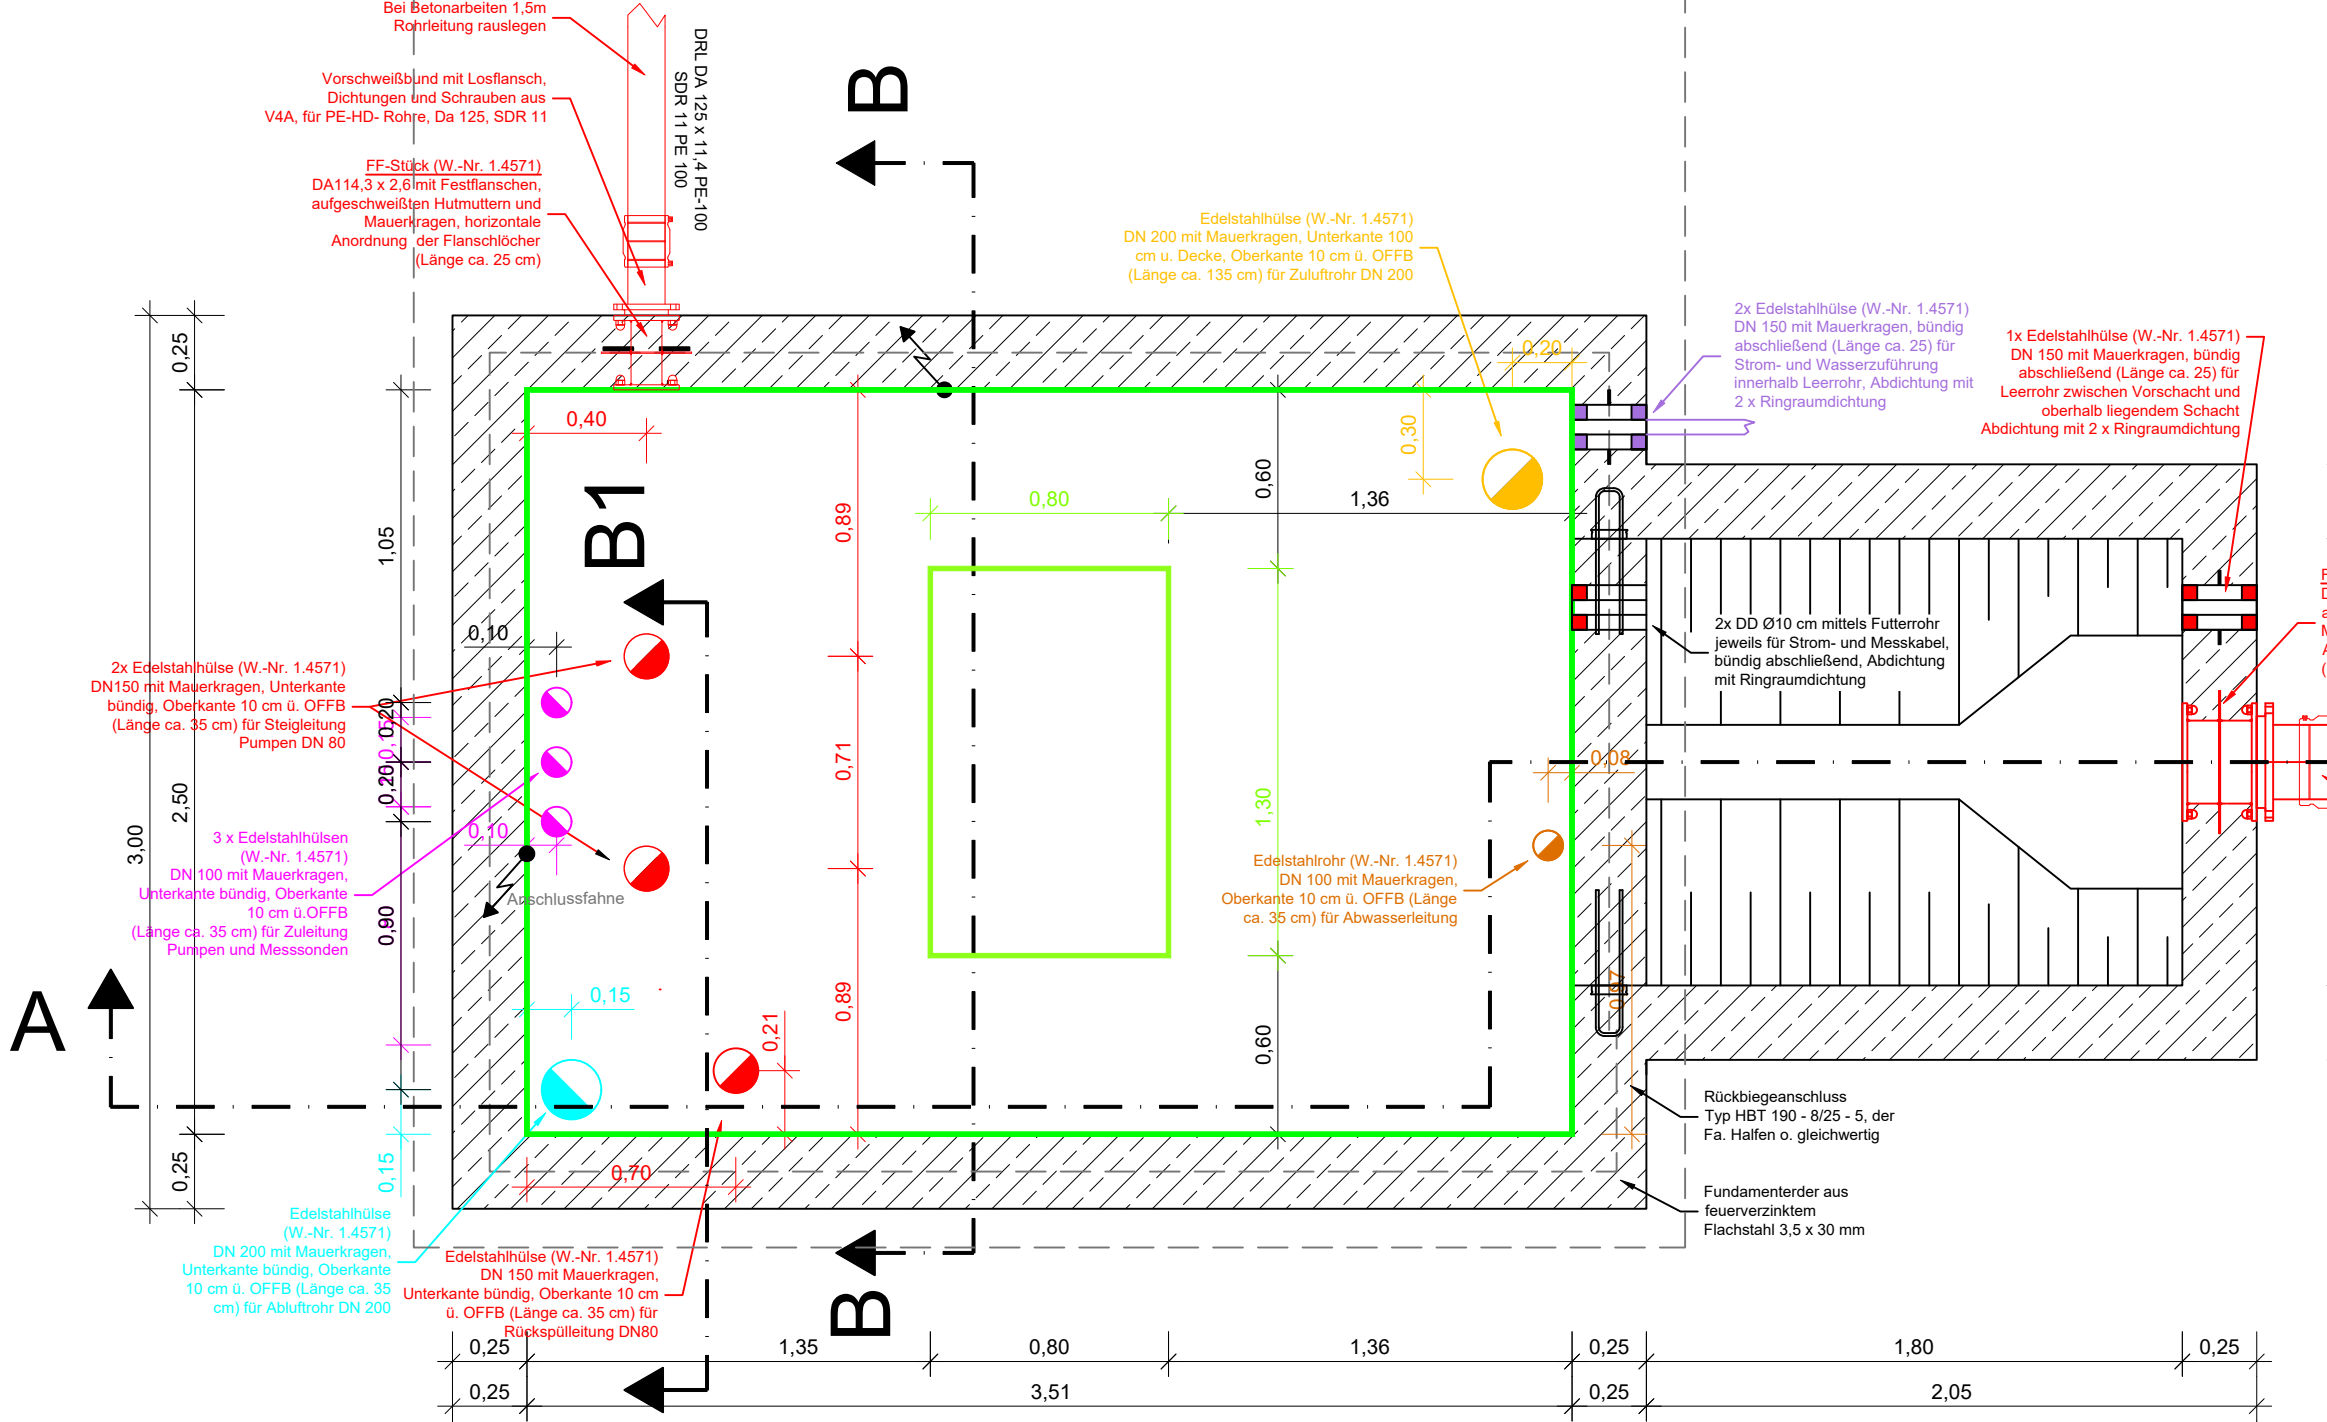 Bei Betonarbeiten 1,5m
Rohrleitung rauslegen
Vorschweißbund mit Losflansch,
Dichtungen und Schrauben aus
V4A, für PE-HD- Rohre, Da 125, SDR 11
FF-Stück (W.-Nr. 1.4571)
DA114,3 x 2,6 mit Festflanschen,
aufgeschweißten Hutmuttern und
Mauerkragen, horizontale
Anordnung der Flanschlöcher
(Länge ca. 25 cm)
DRL DA 125 x 11,4 PE-100
SDR 11 PE 100
B
Edelstahlhülse (W.-Nr. 1.4571)
DN 200 mit Mauerkragen, Unterkante 100
cm u. Decke, Oberkante 10 cm ü. OFFB
(Länge ca. 135 cm) für Zuluftrohr DN 200
2x Edelstahlhülse (W.-Nr. 1.4571)
DN 150 mit Mauerkragen, bündig
abschließend (Länge ca. 25) für
Strom- und Wasserzuführung
innerhalb Leerrohr, Abdichtung mit
2 x Ringraumdichtung
1x Edelstahlhülse (W.-Nr. 1.4571)
DN 150 mit Mauerkragen, bündig
abschließend (Länge ca. 25) für
Leerrohr zwischen Vorschacht und
oberhalb liegendem Schacht
Abdichtung mit 2 x Ringraumdichtung
0,25
0,20
0,40
0,30
0,60
0,80
1,36
0,89
1,05
B1
0,10
2x DD Ø10 cm mittels Futterrohr
jeweils für Strom- und Messkabel,
bündig abschließend, Abdichtung
mit Ringraumdichtung
2x Edelstahlhülse (W.-Nr. 1.4571)
DN150 mit Mauerkragen, Unterkante
bündig, Oberkante 10 cm ü. OFFB
(Länge ca. 35 cm) für Steigleitung
Pumpen DN 80
0,20
0,15
0,20
0,71
0,08
2,50
3,00
1,30
0,10
3 x Edelstahlhülsen
(W.-Nr. 1.4571)
DN 100 mit Mauerkragen,
Unterkante bündig, Oberkante
10 cm ü.OFFB
(Länge ca. 35 cm) für Zuleitung
Pumpen und Messsonden
Anschlussfahne
0,90
Edelstahlrohr (W.-Nr. 1.4571)
DN 100 mit Mauerkragen,
Oberkante 10 cm ü. OFFB (Länge
ca. 35 cm) für Abwasserleitung
0,97
A
0,15
0,89
0,21
0,60
Rückbiegeanschluss
Typ HBT 190 - 8/25 - 5, der
Fa. Halfen o. gleichwertig
0,25
0,15
0,70
Fundamenterder aus
feuerverzinktem
Flachstahl 3,5 x 30 mm
Edelstahlhülse
(W.-Nr. 1.4571)
DN 200 mit Mauerkragen,
Unterkante bündig, Oberkante
10 cm ü. OFFB (Länge ca. 35
cm) für Abluftrohr DN 200
Edelstahlhülse (W.-Nr. 1.4571)
DN 150 mit Mauerkragen,
Unterkante bündig, Oberkante 10 cm
ü. OFFB (Länge ca. 35 cm) für
Rückspülleitung DN80
B
0,25
1,35
0,80
1,36
0,25
1,80
0,25
0,25
3,51
0,25
2,05